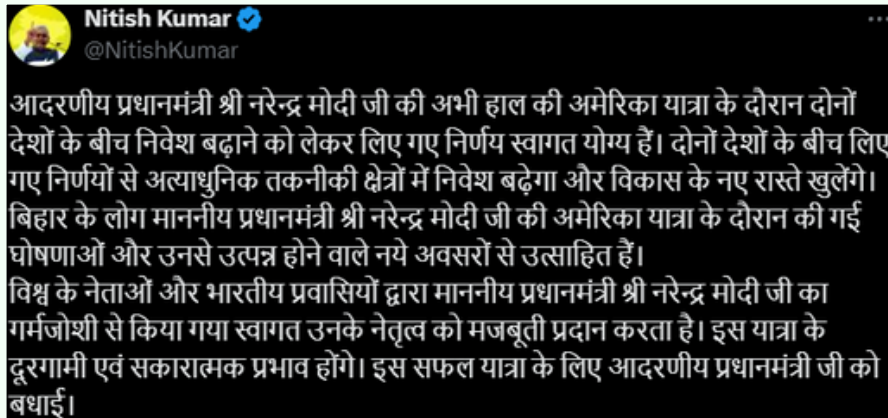 Nitish Kumar
@NitishKumar
आदरणीय प्रधानमंत्री श्री नरेन्द्र मोदी जी की अभी हाल की अमेरिका यात्रा के दौरान दोनों
देशों के बीच निवेश बढ़ाने को लेकर लिए गए निर्णय स्वागत योग्य हैं। दोनों देशों के बीच लिए
गए निर्णयों से अत्याधुनिक तकनीकी क्षेत्रों में निवेश बढ़ेगा और विकास के नए रास्ते खुलेंगे।
बिहार के लोग माननीय प्रधानमंत्री श्री नरेन्द्र मोदी जी की अमेरिका यात्रा के दौरान की गई
घोषणाओं और उनसे उत्पन्न होने वाले नये अवसरों से उत्साहित हैं।
विश्व के नेताओं और भारतीय प्रवासियों द्वारा माननीय प्रधानमंत्री श्री नरेन्द्र मोदी जी का
गर्मजोशी से किया गया स्वागत उनके नेतृत्व को मजबूती प्रदान करता है। इस यात्रा के
दूरगामी एवं सकारात्मक प्रभाव होंगे। इस सफल यात्रा के लिए आदरणीय प्रधानमंत्री जी को
बधाई।